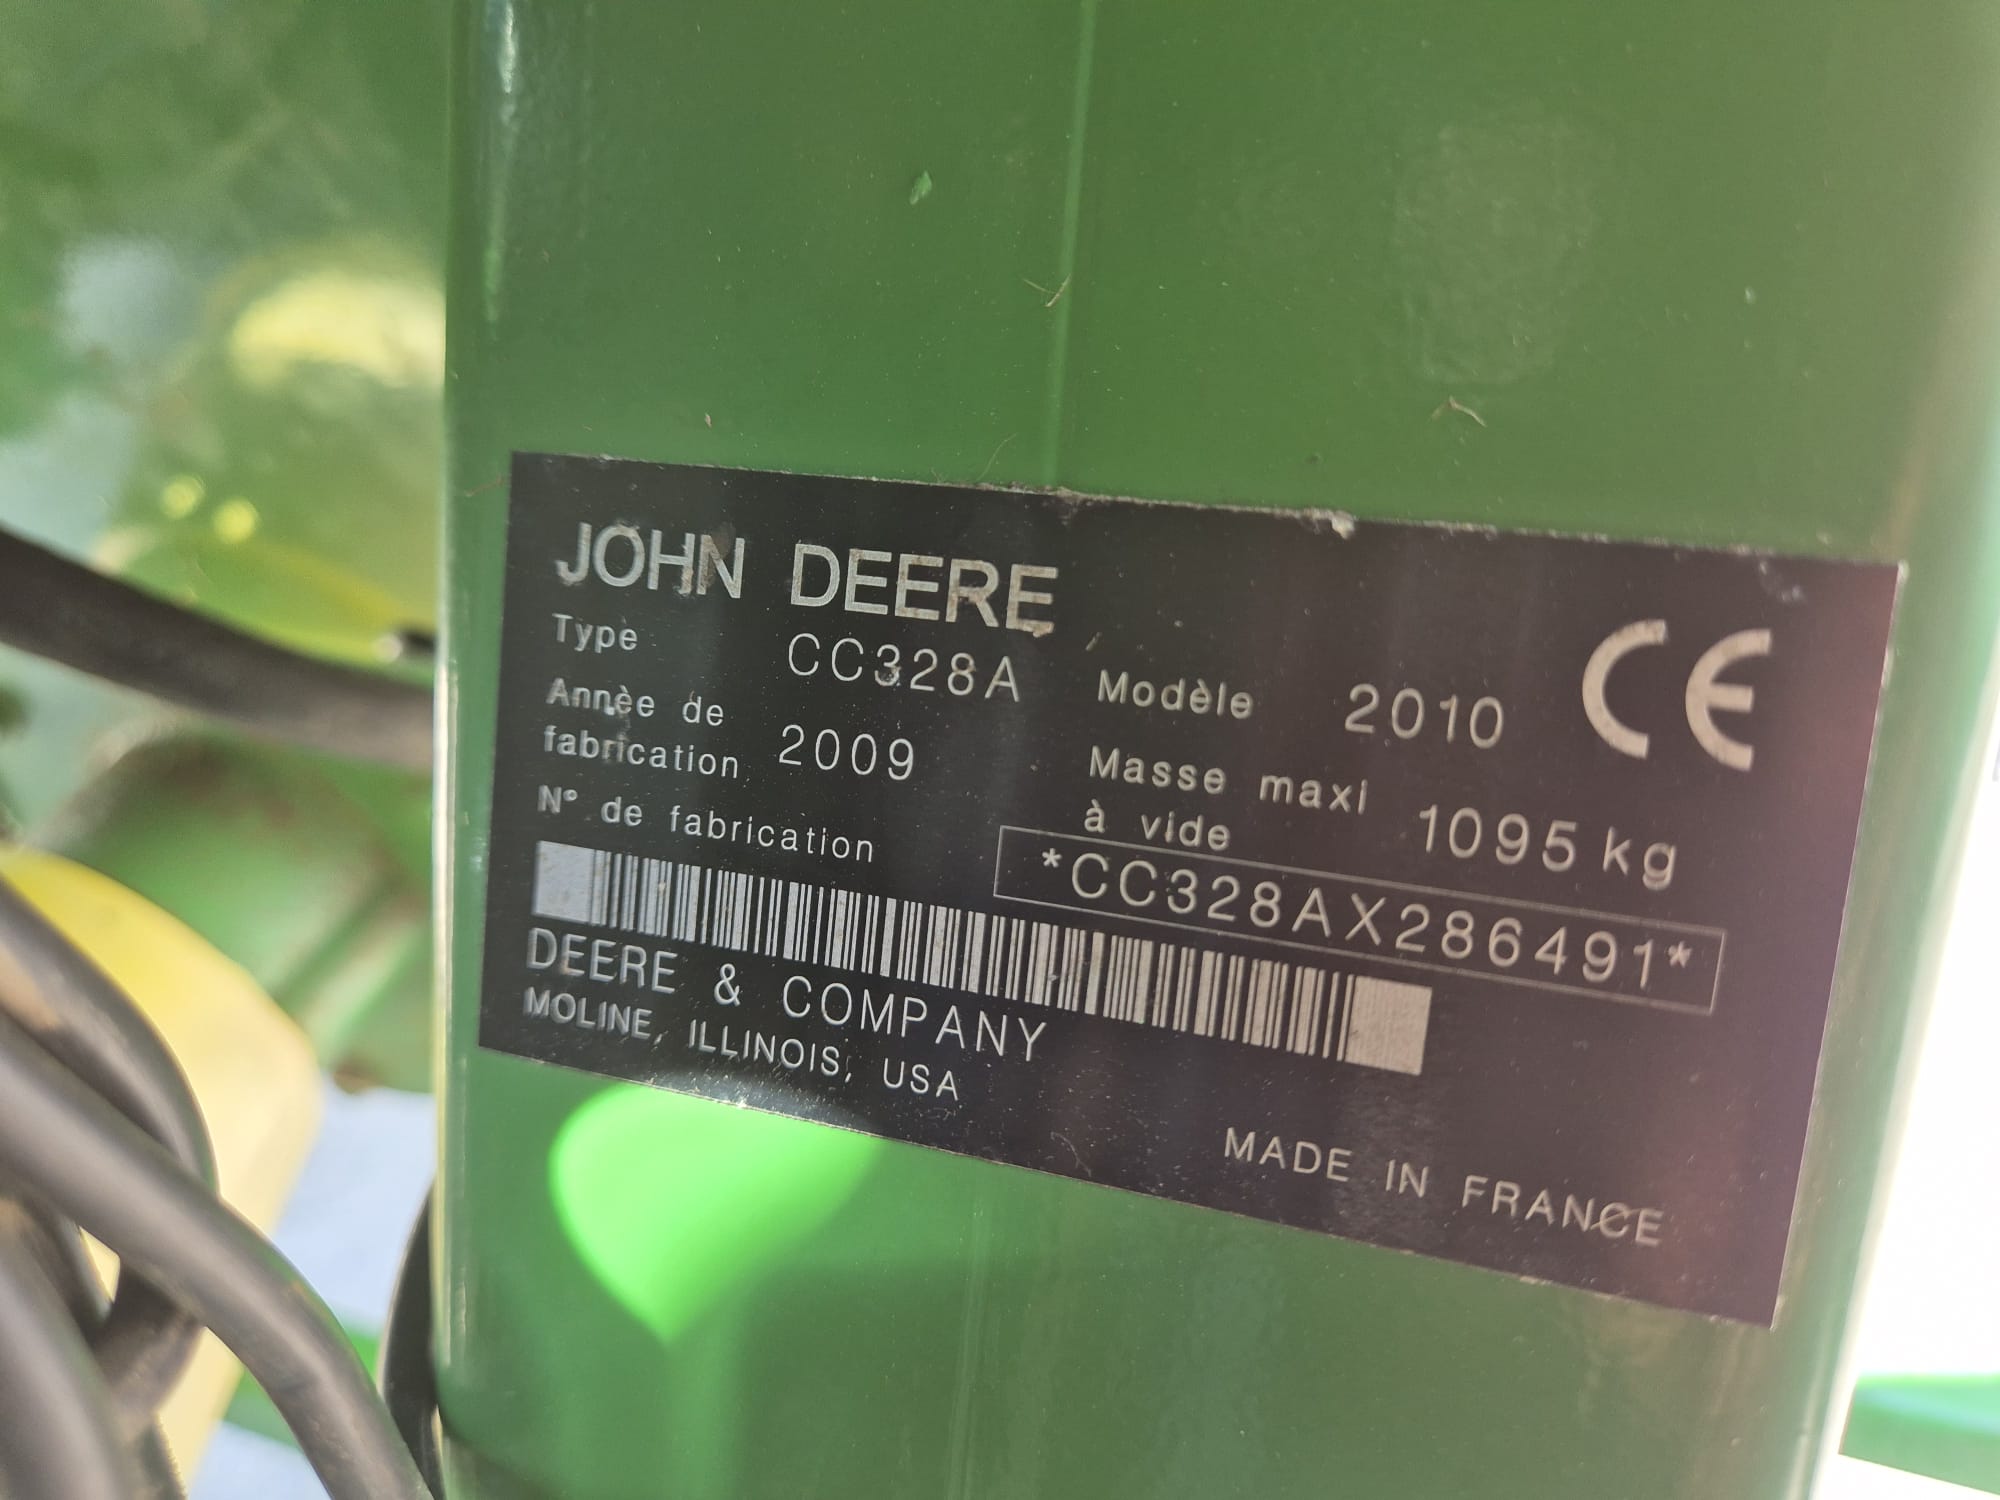 JOHN DEERE
Type CC328A Modèle 2010 CE
Annèe de
fabrication 2009 Masse maxi
à vide 1095 kg
N° de fabrication *CC328AX286491*
DEERE & COMPANY
MOLINE, ILLINOIS, USA
MADE IN FRANCE